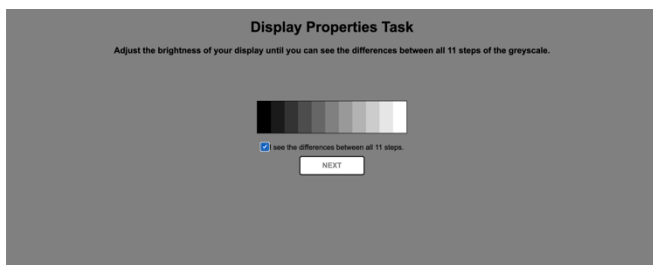 Display Properties Task
Adjust the brightness of your display until you can see the differences between all 11 steps of the greyscale.
I see the differences between all 11 steps.
NEXT